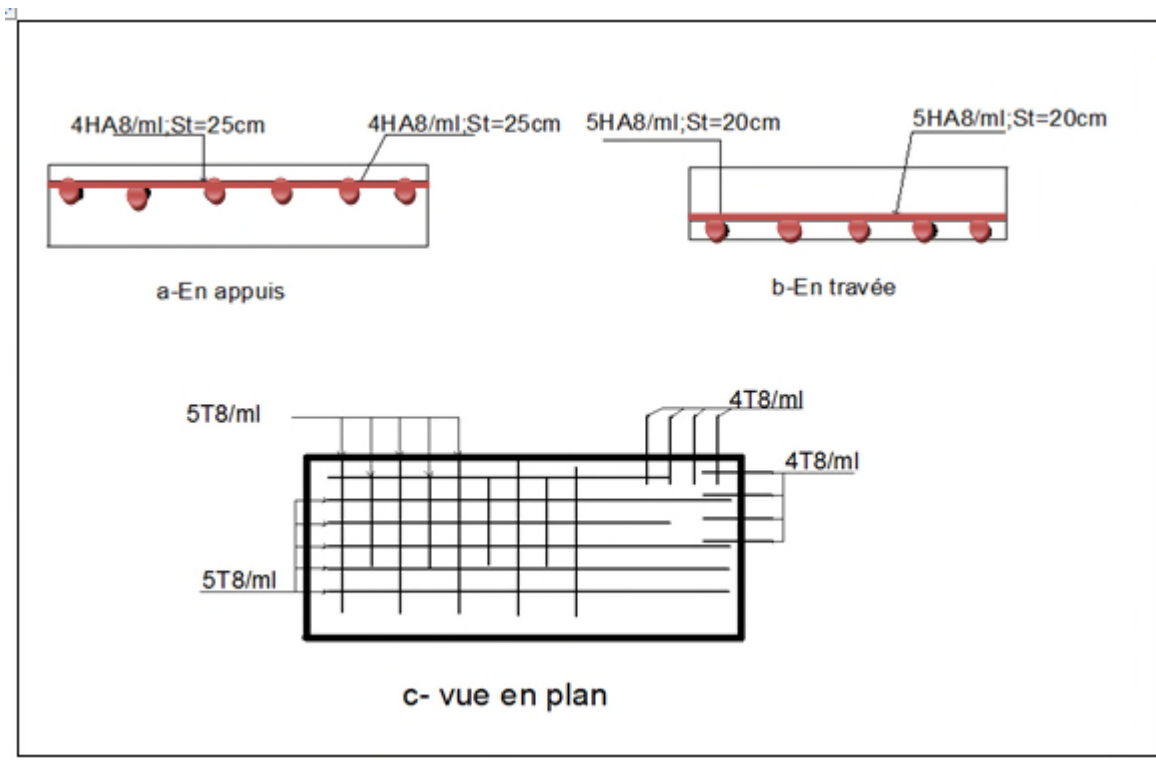 4HA8/ml;St=25cm
4HA8/ml;St=25cm
5HA8/ml;St=20cm
5HA8/ml;St=20cm
a-En appuis
b-En travée
5T8/ml
4T8/ml
4T8/ml
5T8/ml
c- vue en plan